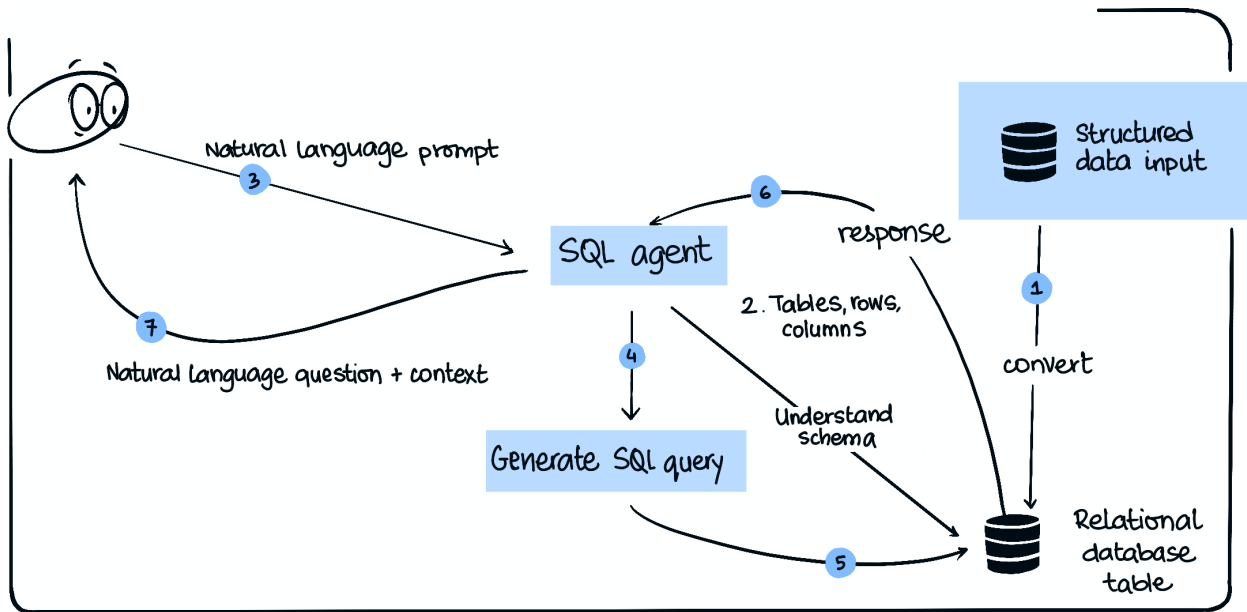 Natural language prompt
3
Structured
data input
6
response
SQL agent
1
2. Tables, rows,
columns
7
4
convert
Natural Language question + context
Understand
schema
Generate SQL query
Relational
database
table
5